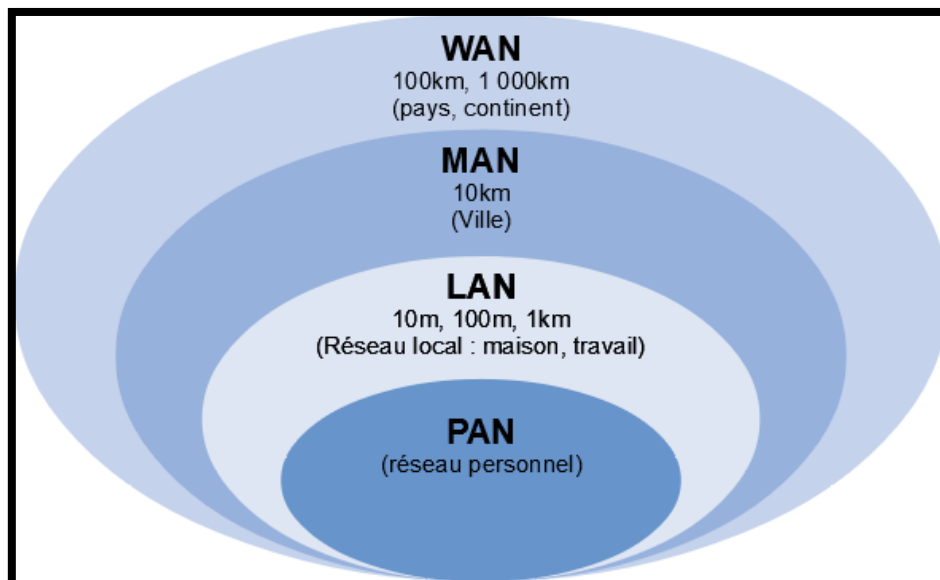 WAN
100km, 1 000km
(pays, continent)
MAN
10km
(Ville)
LAN
10m, 100m, 1km
(Réseau local : maison, travail)
PAN
(réseau personnel)